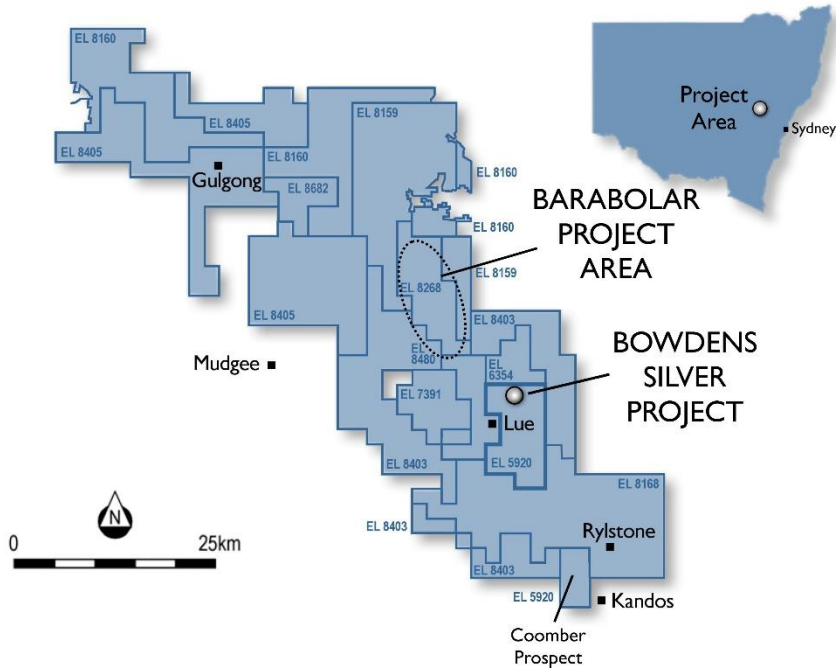 EL 8160
EL 8159
EL 8405
EL 8405
EL 8160
Gulgong
EL 8682
EL 8160
EL 8160
EL 8159
BARABOLAR
PROJECT
AREA
Project
Area
Sydney
EL 8268
EL 8405
EL 8403
EL
8480
EL
6354
BOWDENS
SILVER
PROJECT
Mudgee
EL 7391
Lue
EL 8403
EL 5920
EL 8168
N
0
25km
EL 8403
Rylstone
EL 8403
EL 5920
Kandos
Coomber
Prospect